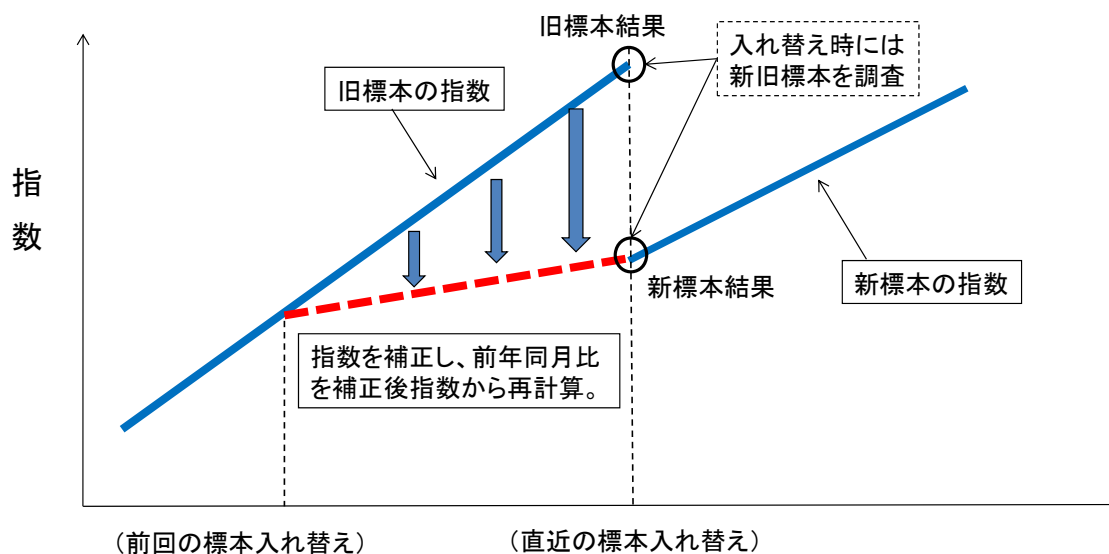 旧標本結果
入れ替え時には
新旧標本を調査
旧標本の指数
指
数
新標本結果
新標本の指数
指数を補正し、前年同月比
を補正後指数から再計算。
（前回の標本入れ替え）
（直近の標本入れ替え）